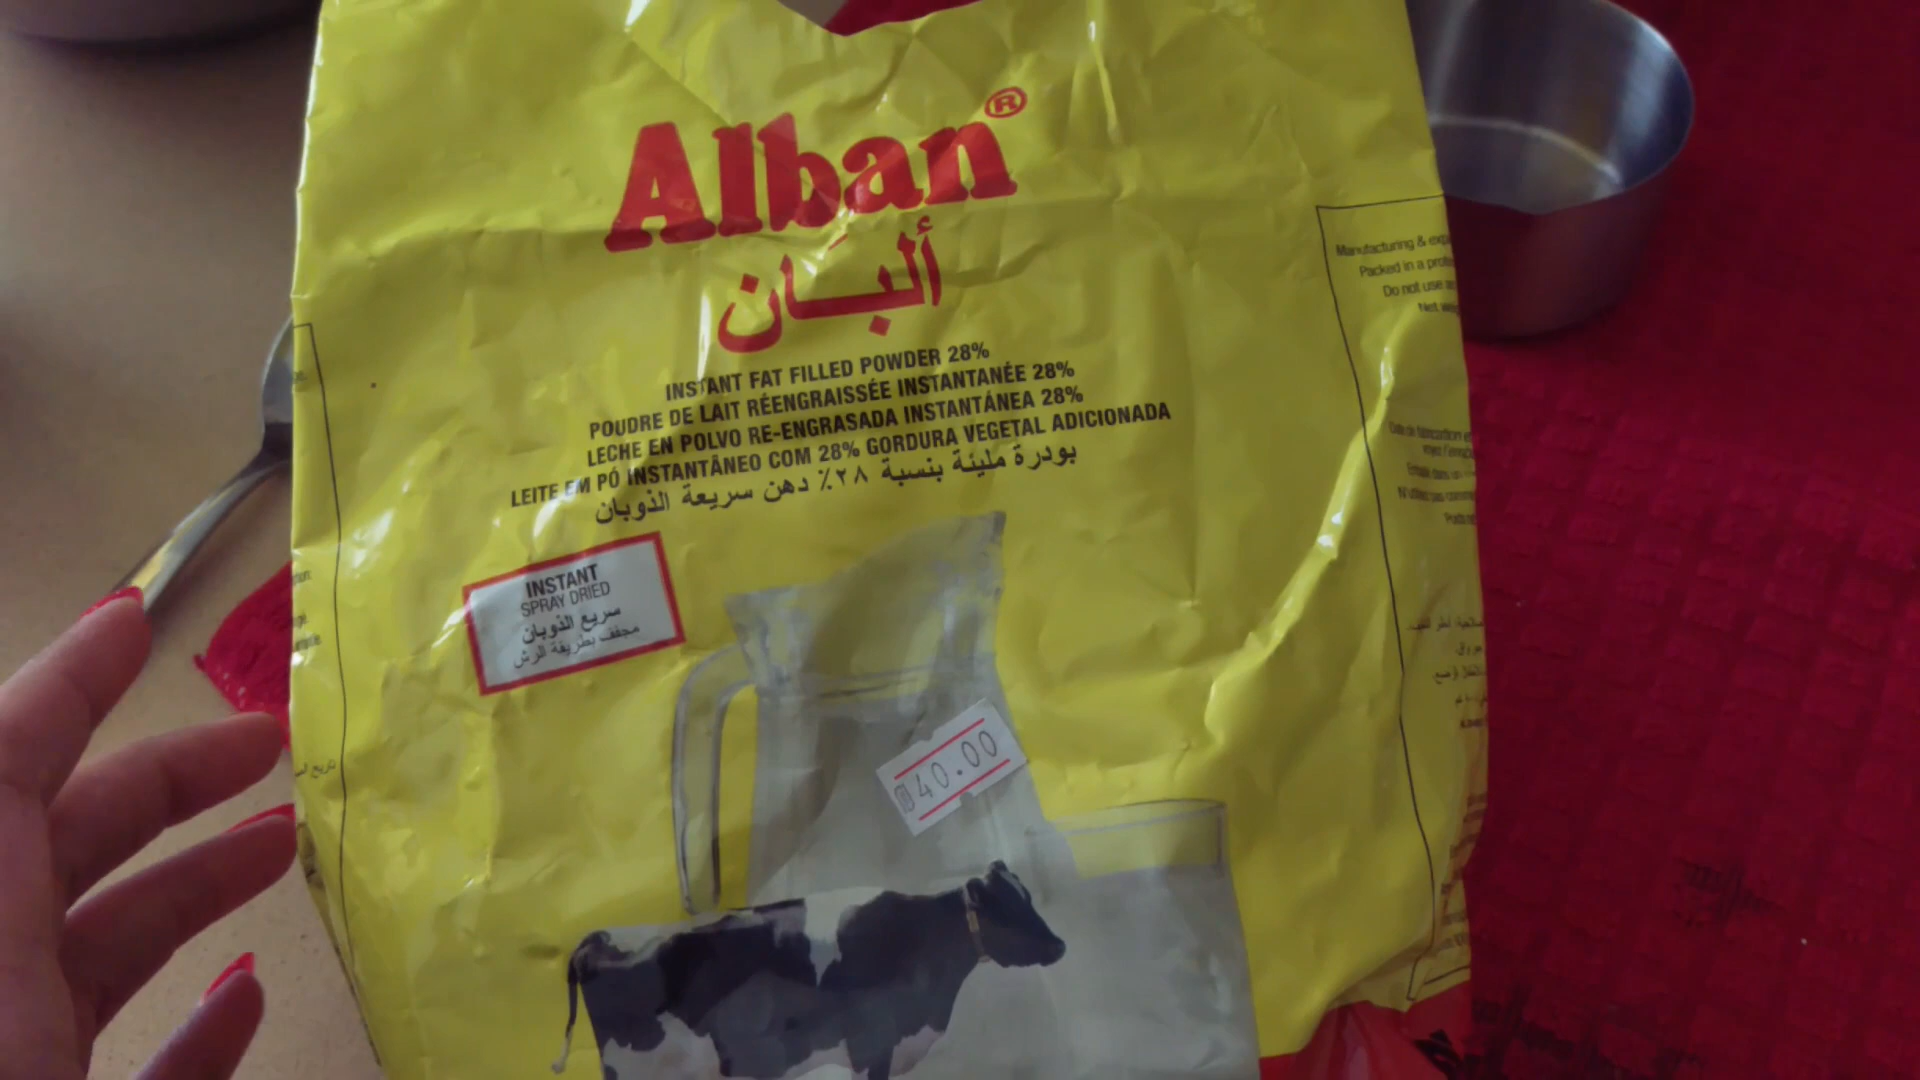 Alban®
ألبان
INSTANT FAT FILLED POWDER 28%
POUDRE DE LAIT RÉENGRAISSÉE INSTANTANÉE 28%
LECHE EN POLVO RE-ENGRASADA INSTANTÁNEA 28%
LEITE EM PÓ INSTANTÂNEO COM 28% GORDURA VEGETAL ADICIONADA
بودرة مليئة بنسبة ٢٨٪ دهن سريعة الذوبان
INSTANT
SPRAY DRIED
سريع الذوبان
مجفف بطريقة الرش
₪40.00
Manufacturing &
Packed in a
Do not use
Net